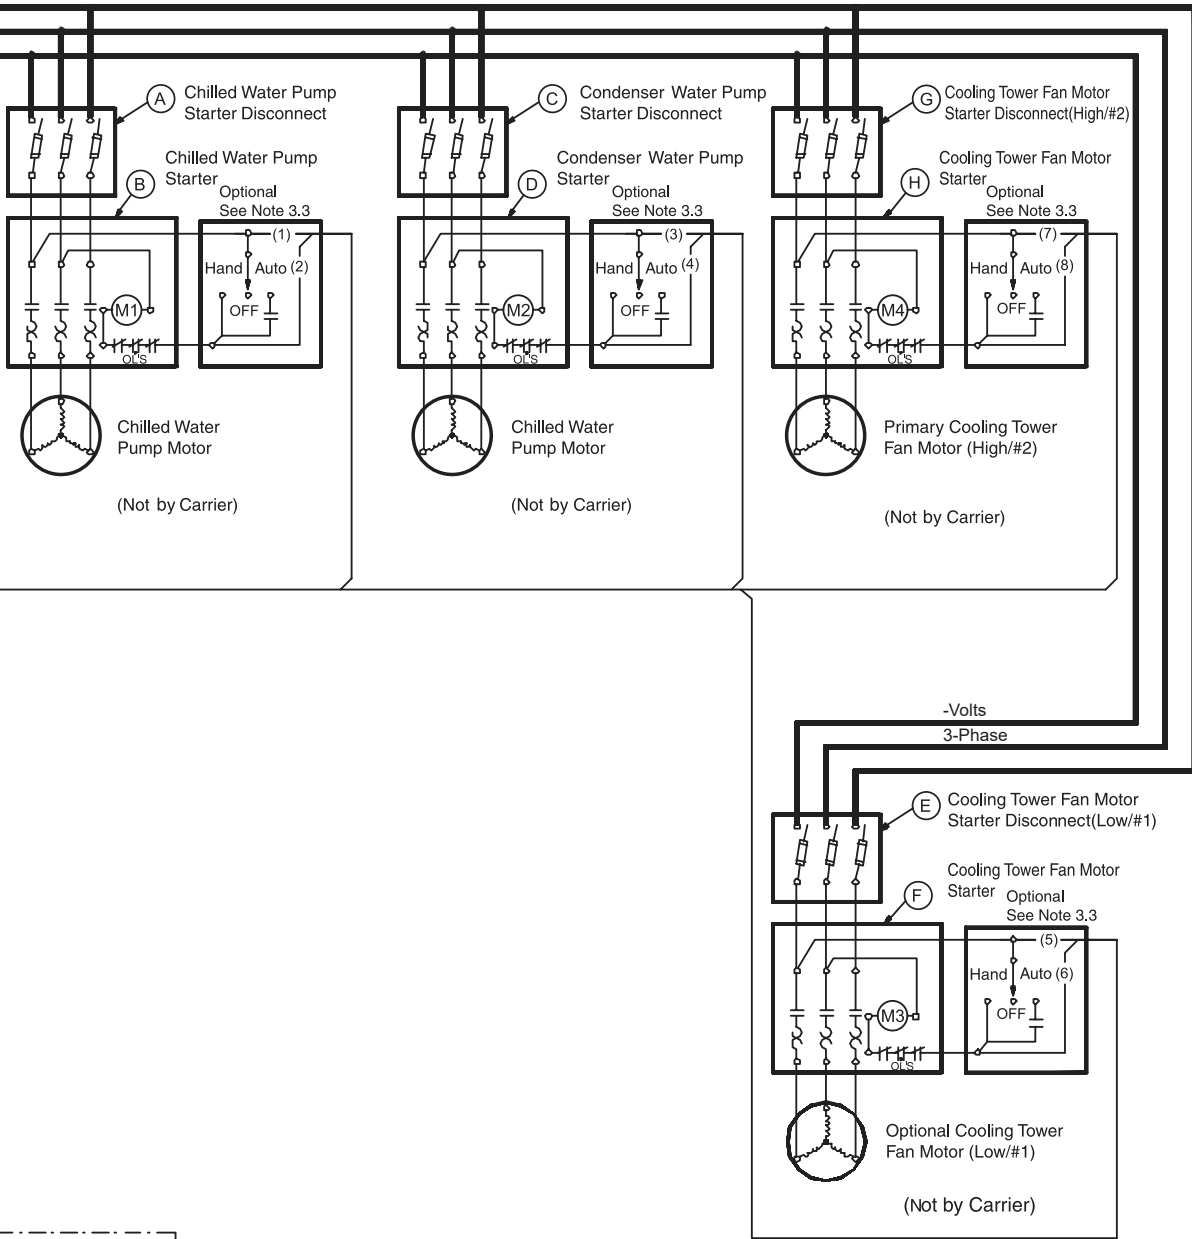 A
Chilled Water Pump
Starter Disconnect
Chilled Water Pump
Starter
B
Optional
See Note 3.3
(1)
Hand
Auto (2)
OFF
M1
OL'S
Chilled Water
Pump Motor
(Not by Carrier)
C
Condenser Water Pump
Starter Disconnect
Condenser Water Pump
Starter
D
Optional
See Note 3.3
(3)
Hand
Auto (4)
OFF
M2
OL'S
Chilled Water
Pump Motor
(Not by Carrier)
G
Cooling Tower Fan Motor
Starter Disconnect(High/#2)
Cooling Tower Fan Motor
Starter
H
Optional
See Note 3.3
(7)
Hand
Auto (8)
OFF
M4
OL'S
Primary Cooling Tower
Fan Motor (High/#2)
(Not by Carrier)
-Volts
3-Phase
E
Cooling Tower Fan Motor
Starter Disconnect(Low/#1)
Cooling Tower Fan Motor
Starter
F
Optional
See Note 3.3
(5)
Hand
Auto (6)
OFF
M3
OL'S
Optional Cooling Tower
Fan Motor (Low/#1)
(Not by Carrier)